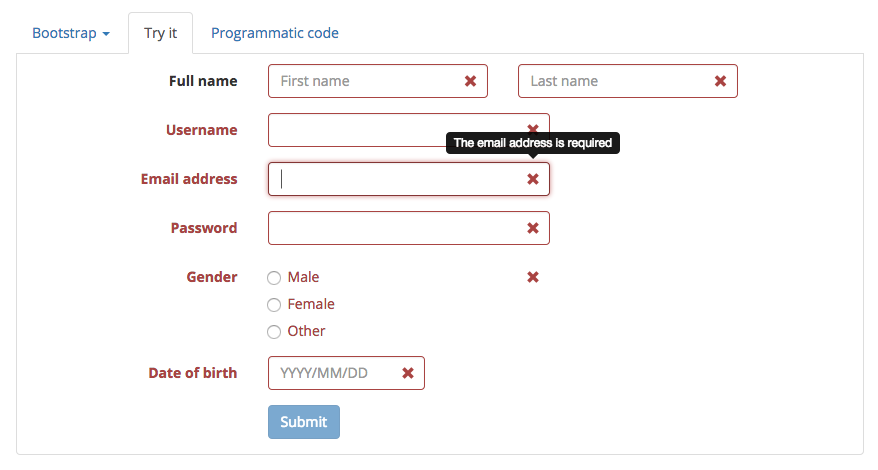 Bootstrap Try it Programmatic code
Full name First name Last name
Username
The email address is required
Email address
Password
Gender Male
Female
Other
Date of birth YYYY/MM/DD
Submit